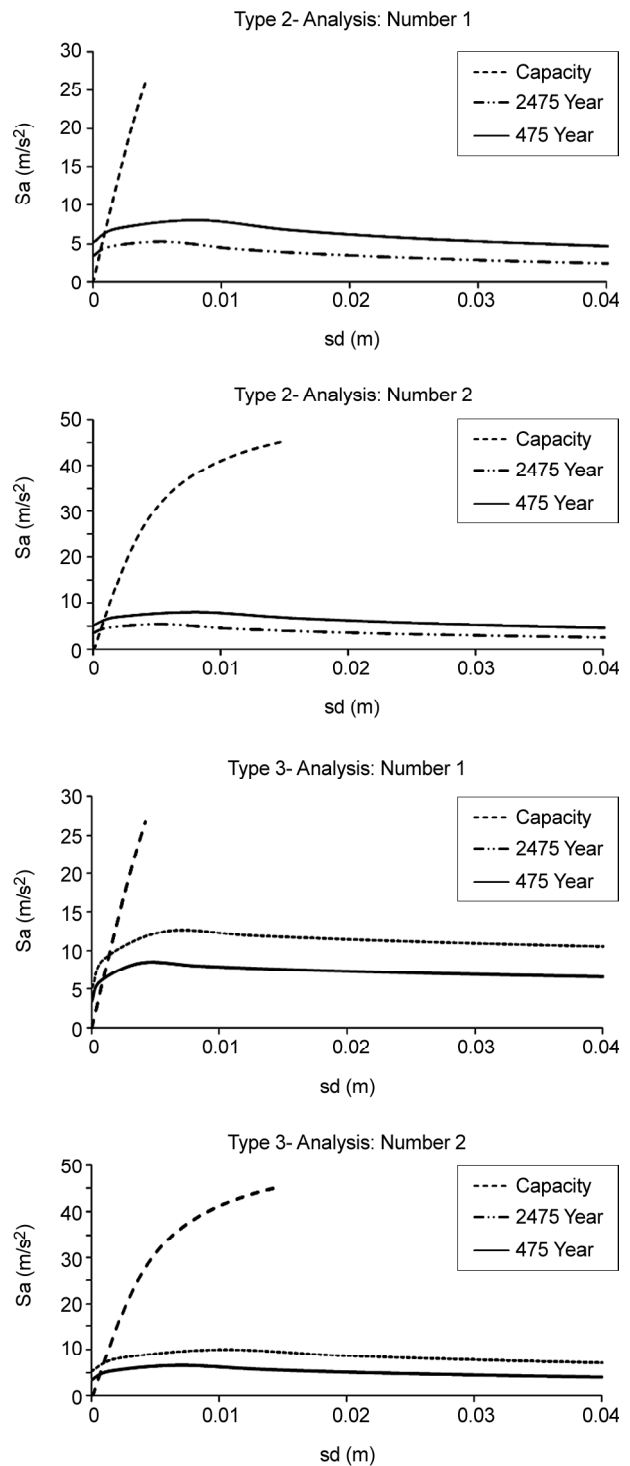 Type 2- Analysis: Number 1
30
25
20
15
10
5
0
Sa (m/s²)
Capacity
2475 Year
475 Year
0 0.01 0.02 0.03 0.04
sd (m)
Type 2- Analysis: Number 2
50
40
30
20
10
0
Sa (m/s²)
Capacity
2475 Year
475 Year
0 0.01 0.02 0.03 0.04
sd (m)
Type 3- Analysis: Number 1
30
25
20
15
10
5
0
Sa (m/s²)
Capacity
2475 Year
475 Year
0 0.01 0.02 0.03 0.04
sd (m)
Type 3- Analysis: Number 2
50
40
30
20
10
0
Sa (m/s²)
Capacity
2475 Year
475 Year
0 0.01 0.02 0.03 0.04
sd (m)